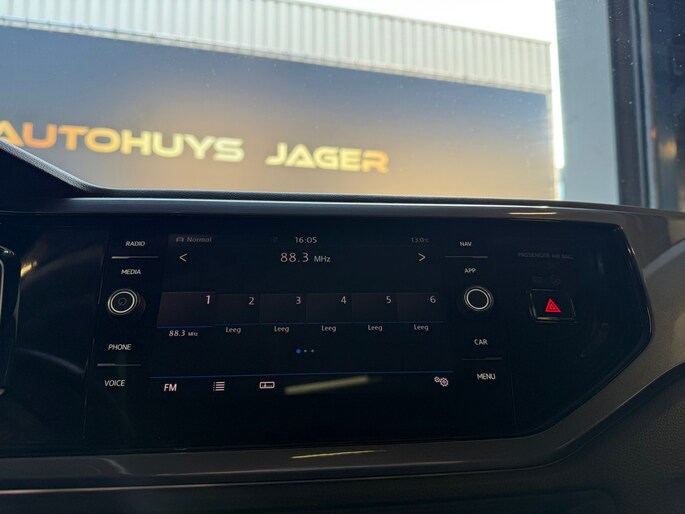 AUTOHUYS JAGER
RADIO
Normal
16:05
NAV
88.3 MHz
MEDIA
APP
1 2 3 4 5 6
88.3 MHz Leeg Leeg Leeg Leeg Leeg
PHONE
CAR
VOICE
FM
MENU